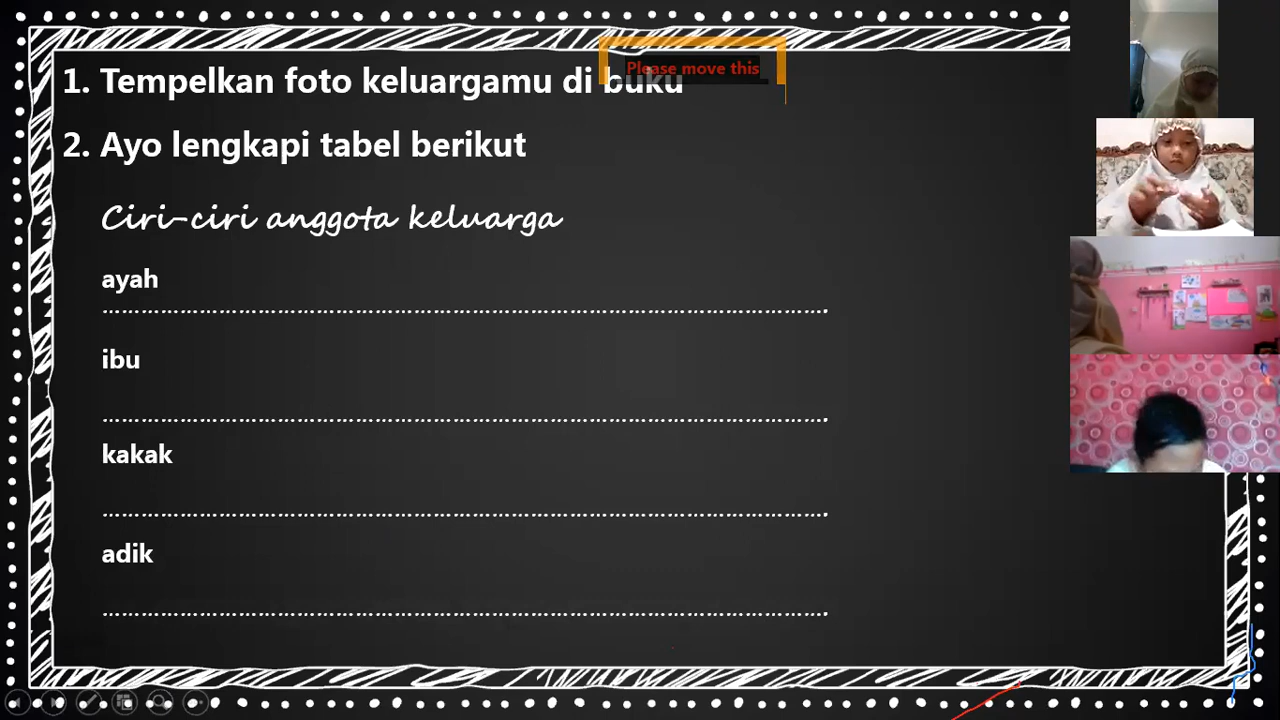 Please move this
1. Tempelkan foto keluargamu di buku
2. Ayo lengkapi tabel berikut
Ciri-ciri anggota keluarga
ayah
………………………………………………………………………………….
ibu
………………………………………………………………………………….
kakak
………………………………………………………………………………….
adik
………………………………………………………………………………….